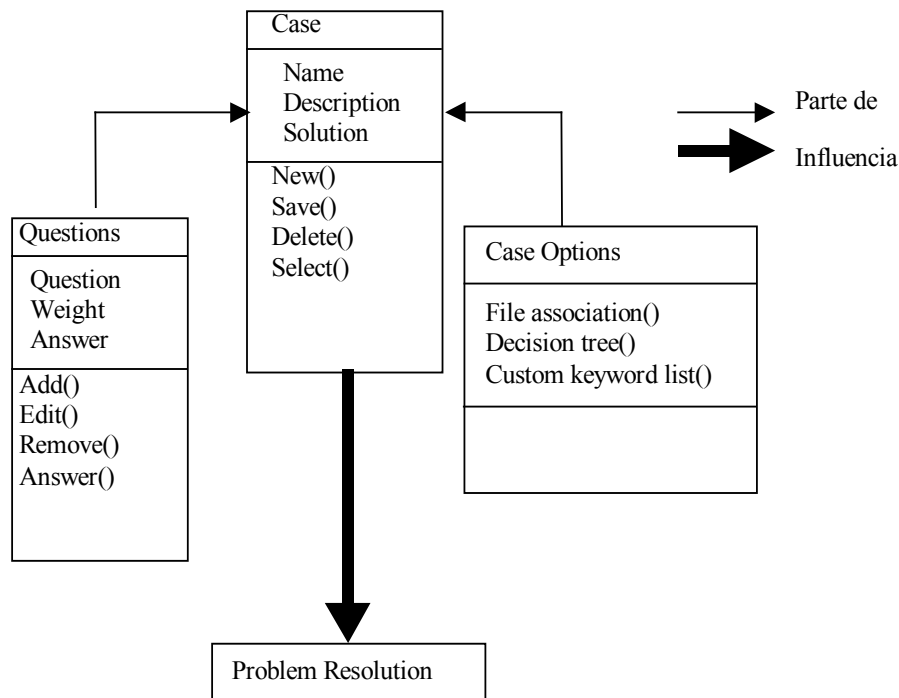 Case
Name
Description
Solution
New()
Save()
Delete()
Select()
Questions
Question
Weight
Answer
Add()
Edit()
Remove()
Answer()
Case Options
File association()
Decision tree()
Custom keyword list()
Parte de
Influencia
Problem Resolution